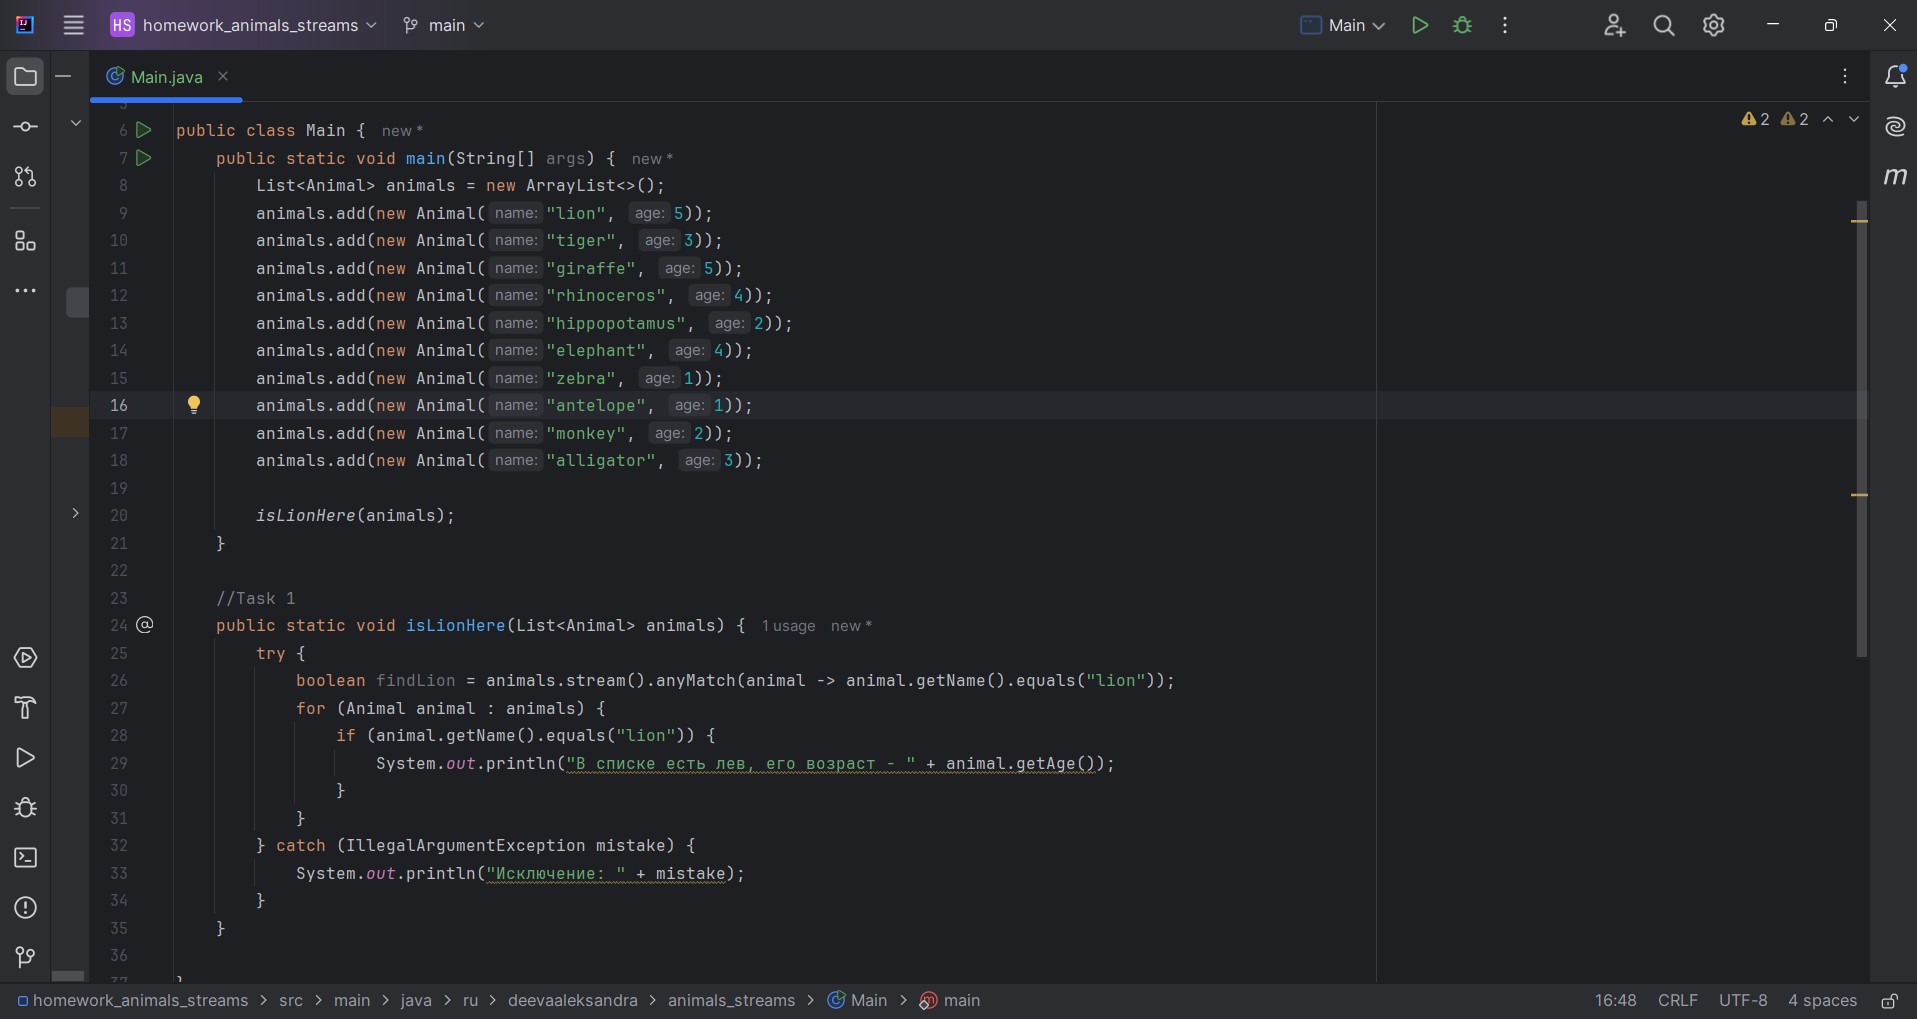 HS homework_animals_streams main Main
Main.java
6 public class Main { new *
7 public static void main(String[] args) { new *
8 List<Animal> animals = new ArrayList<>();
9 animals.add(new Animal( name: "lion", age: 5));
10 animals.add(new Animal( name: "tiger", age: 3));
11 animals.add(new Animal( name: "giraffe", age: 5));
12 animals.add(new Animal( name: "rhinoceros", age: 4));
13 animals.add(new Animal( name: "hippopotamus", age: 2));
14 animals.add(new Animal( name: "elephant", age: 4));
15 animals.add(new Animal( name: "zebra", age: 1));
16 animals.add(new Animal( name: "antelope", age: 1));
17 animals.add(new Animal( name: "monkey", age: 2));
18 animals.add(new Animal( name: "alligator", age: 3));
19
20 isLionHere(animals);
21 }
22
23 //Task 1
24 public static void isLionHere(List<Animal> animals) { 1 usage new *
25 try {
26 boolean findLion = animals.stream().anyMatch(animal -> animal.getName().equals("lion"));
27 for (Animal animal : animals) {
28 if (animal.getName().equals("lion")) {
29 System.out.println("В списке есть лев, его возраст - " + animal.getAge());
30 }
31 }
32 } catch (IllegalArgumentException mistake) {
33 System.out.println("Исключение: " + mistake);
34 }
35 }
36
2 2
m
homework_animals_streams > src > main > java > ru > deevaaleksandra > animals_streams > Main > main 16:48 CRLF UTF-8 4 spaces